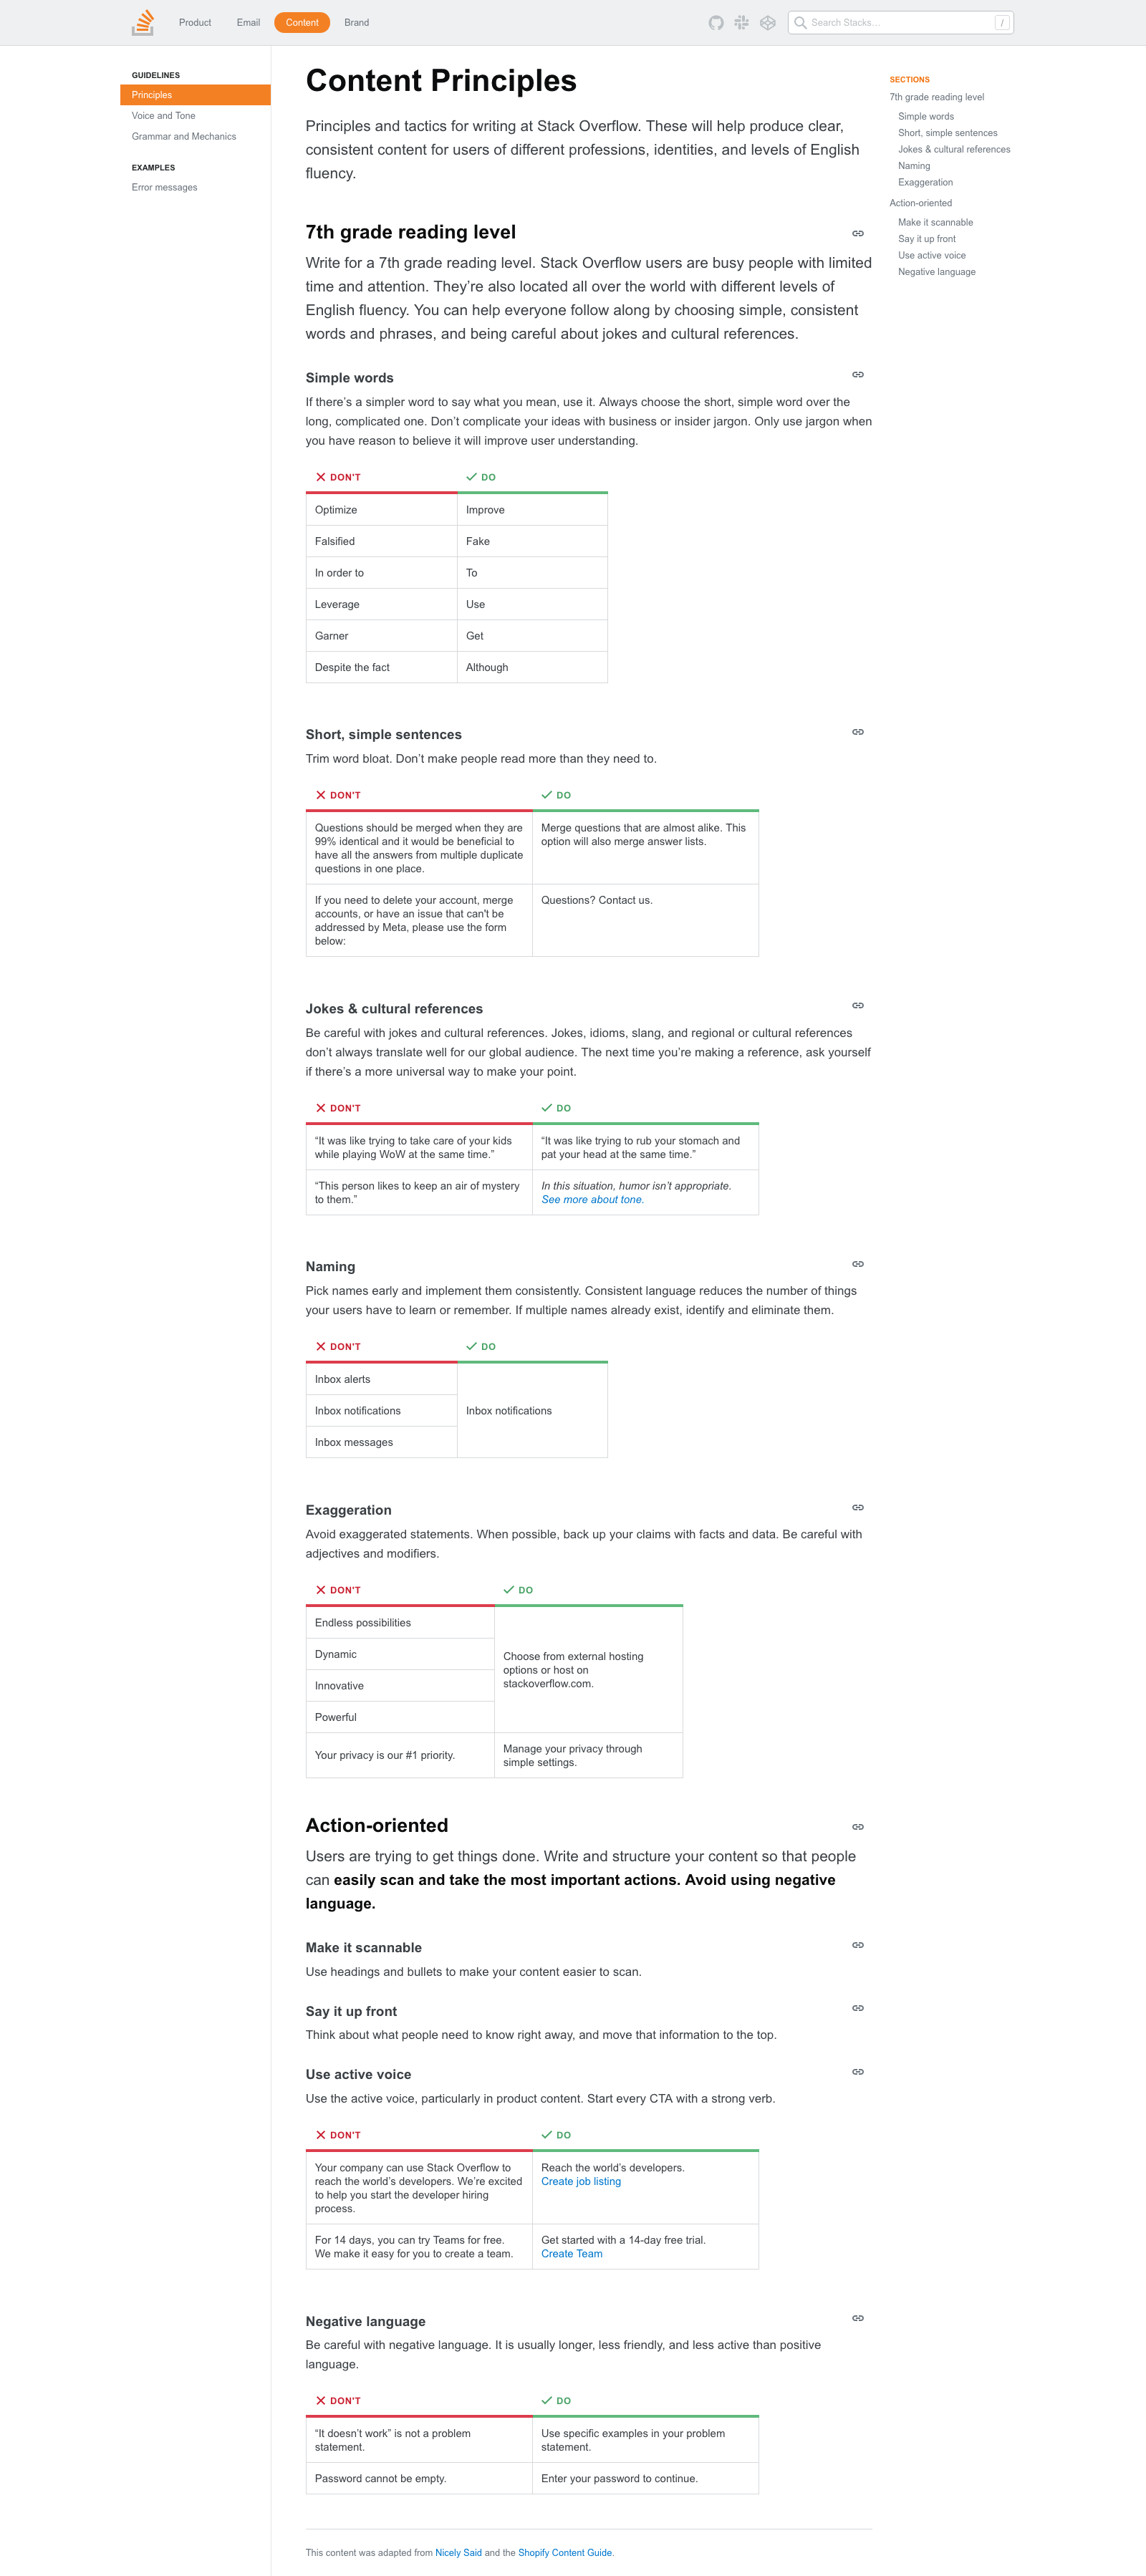 Product
Email
Content
Brand
Search Stacks…
/
GUIDELINES
Principles
Voice and Tone
Grammar and Mechanics
EXAMPLES
Error messages
Content Principles
Principles and tactics for writing at Stack Overflow. These will help produce clear,
consistent content for users of different professions, identities, and levels of English
fluency.
7th grade reading level
Write for a 7th grade reading level. Stack Overflow users are busy people with limited
time and attention. They’re also located all over the world with different levels of
English fluency. You can help everyone follow along by choosing simple, consistent
words and phrases, and being careful about jokes and cultural references.
Simple words
If there’s a simpler word to say what you mean, use it. Always choose the short, simple word over the
long, complicated one. Don’t complicate your ideas with business or insider jargon. Only use jargon when
you have reason to believe it will improve user understanding.
DON'T
DO
Optimize
Improve
Falsified
Fake
In order to
To
Leverage
Use
Garner
Get
Despite the fact
Although
Short, simple sentences
Trim word bloat. Don’t make people read more than they need to.
DON'T
DO
Questions should be merged when they are
99% identical and it would be beneficial to
have all the answers from multiple duplicate
questions in one place.
Merge questions that are almost alike. This
option will also merge answer lists.
If you need to delete your account, merge
accounts, or have an issue that can't be
addressed by Meta, please use the form
below:
Questions? Contact us.
Jokes & cultural references
Be careful with jokes and cultural references. Jokes, idioms, slang, and regional or cultural references
don’t always translate well for our global audience. The next time you’re making a reference, ask yourself
if there’s a more universal way to make your point.
DON'T
DO
“It was like trying to take care of your kids
while playing WoW at the same time.”
“It was like trying to rub your stomach and
pat your head at the same time.”
“This person likes to keep an air of mystery
to them.”
In this situation, humor isn’t appropriate.
See more about tone.
Naming
Pick names early and implement them consistently. Consistent language reduces the number of things
your users have to learn or remember. If multiple names already exist, identify and eliminate them.
DON'T
DO
Inbox alerts
Inbox notifications
Inbox messages
Inbox notifications
Exaggeration
Avoid exaggerated statements. When possible, back up your claims with facts and data. Be careful with
adjectives and modifiers.
DON'T
DO
Endless possibilities
Dynamic
Innovative
Powerful
Choose from external hosting
options or host on
stackoverflow.com.
Your privacy is our #1 priority.
Manage your privacy through
simple settings.
Action-oriented
Users are trying to get things done. Write and structure your content so that people
can easily scan and take the most important actions. Avoid using negative
language.
Make it scannable
Use headings and bullets to make your content easier to scan.
Say it up front
Think about what people need to know right away, and move that information to the top.
Use active voice
Use the active voice, particularly in product content. Start every CTA with a strong verb.
DON'T
DO
Your company can use Stack Overflow to
reach the world’s developers. We’re excited
to help you start the developer hiring
process.
Reach the world’s developers.
Create job listing
For 14 days, you can try Teams for free.
We make it easy for you to create a team.
Get started with a 14-day free trial.
Create Team
Negative language
Be careful with negative language. It is usually longer, less friendly, and less active than positive
language.
DON'T
DO
“It doesn’t work” is not a problem
statement.
Use specific examples in your problem
statement.
Password cannot be empty.
Enter your password to continue.
This content was adapted from Nicely Said and the Shopify Content Guide.
SECTIONS
7th grade reading level
Simple words
Short, simple sentences
Jokes & cultural references
Naming
Exaggeration
Action-oriented
Make it scannable
Say it up front
Use active voice
Negative language